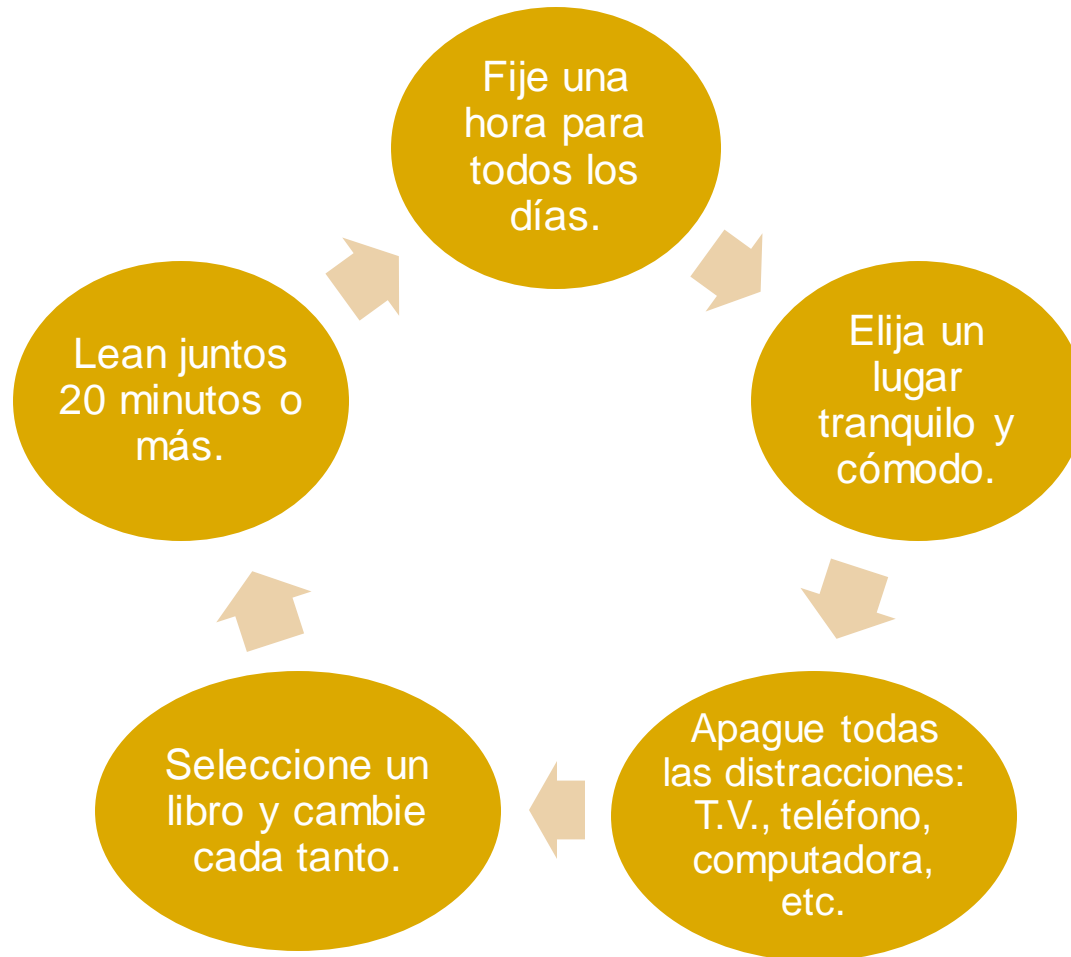 Fije una
hora para
todos los
días.
Elija un
lugar
tranquilo y
cómodo.
Apague todas
las distracciones:
T.V., teléfono,
computadora,
etc.
Seleccione un
libro y cambie
cada tanto.
Lean juntos
20 minutos o
más.